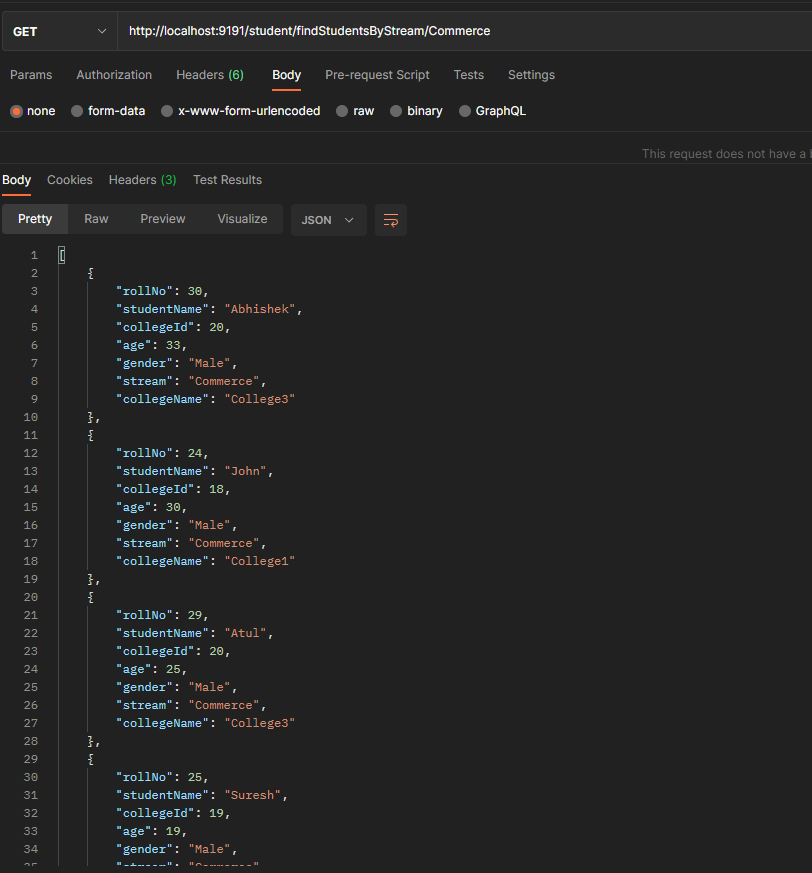 GET http://localhost:9191/student/findStudentsByStream/Commerce
Params Authorization Headers (6) Body Pre-request Script Tests Settings
none form-data x-www-form-urlencoded raw binary GraphQL
This request does not have a
Body Cookies Headers (3) Test Results
Pretty Raw Preview Visualize JSON
1 [
2 {
3 "rollNo": 30,
4 "studentName": "Abhishek",
5 "collegeId": 20,
6 "age": 33,
7 "gender": "Male",
8 "stream": "Commerce",
9 "collegeName": "College3"
10 },
11 {
12 "rollNo": 24,
13 "studentName": "John",
14 "collegeId": 18,
15 "age": 30,
16 "gender": "Male",
17 "stream": "Commerce",
18 "collegeName": "College1"
19 },
20 {
21 "rollNo": 29,
22 "studentName": "Atul",
23 "collegeId": 20,
24 "age": 25,
25 "gender": "Male",
26 "stream": "Commerce",
27 "collegeName": "College3"
28 },
29 {
30 "rollNo": 25,
31 "studentName": "Suresh",
32 "collegeId": 19,
33 "age": 19,
34 "gender": "Male",